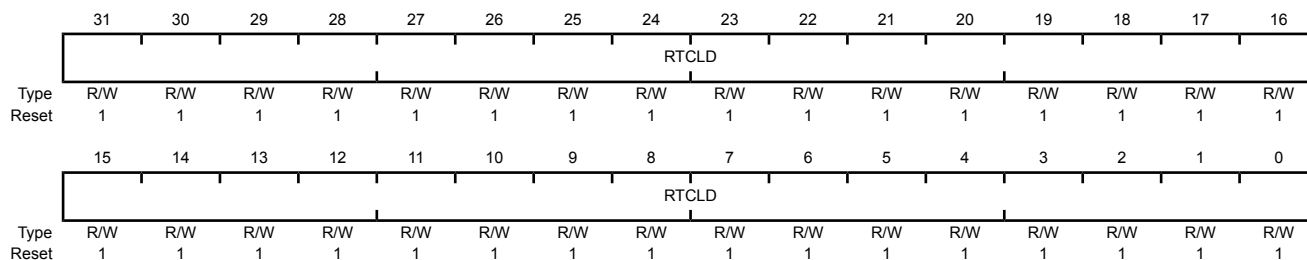 31 30 29 28 27 26 25 24 23 22 21 20 19 18 17 16
RTCLD
Type R/W R/W R/W R/W R/W R/W R/W R/W R/W R/W R/W R/W R/W R/W R/W R/W
Reset 1 1 1 1 1 1 1 1 1 1 1 1 1 1 1 1
15 14 13 12 11 10 9 8 7 6 5 4 3 2 1 0
RTCLD
Type R/W R/W R/W R/W R/W R/W R/W R/W R/W R/W R/W R/W R/W R/W R/W R/W
Reset 1 1 1 1 1 1 1 1 1 1 1 1 1 1 1 1